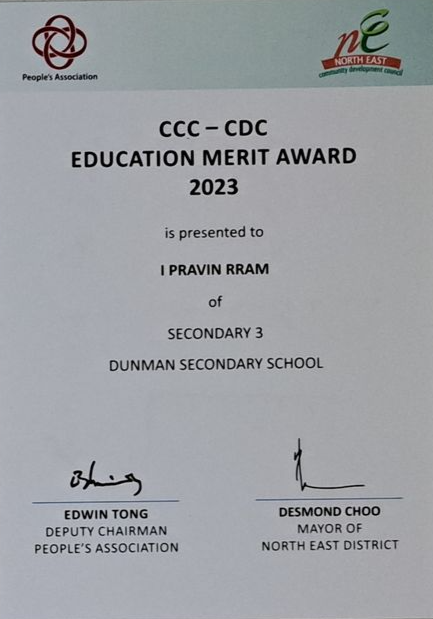 People's Association
ne
NORTH EAST
community development council
CCC – CDC
EDUCATION MERIT AWARD
2023
is presented to
I PRAVIN RRAM
of
SECONDARY 3
DUNMAN SECONDARY SCHOOL
EDWIN TONG
DEPUTY CHAIRMAN
PEOPLE'S ASSOCIATION
DESMOND CHOO
MAYOR OF
NORTH EAST DISTRICT